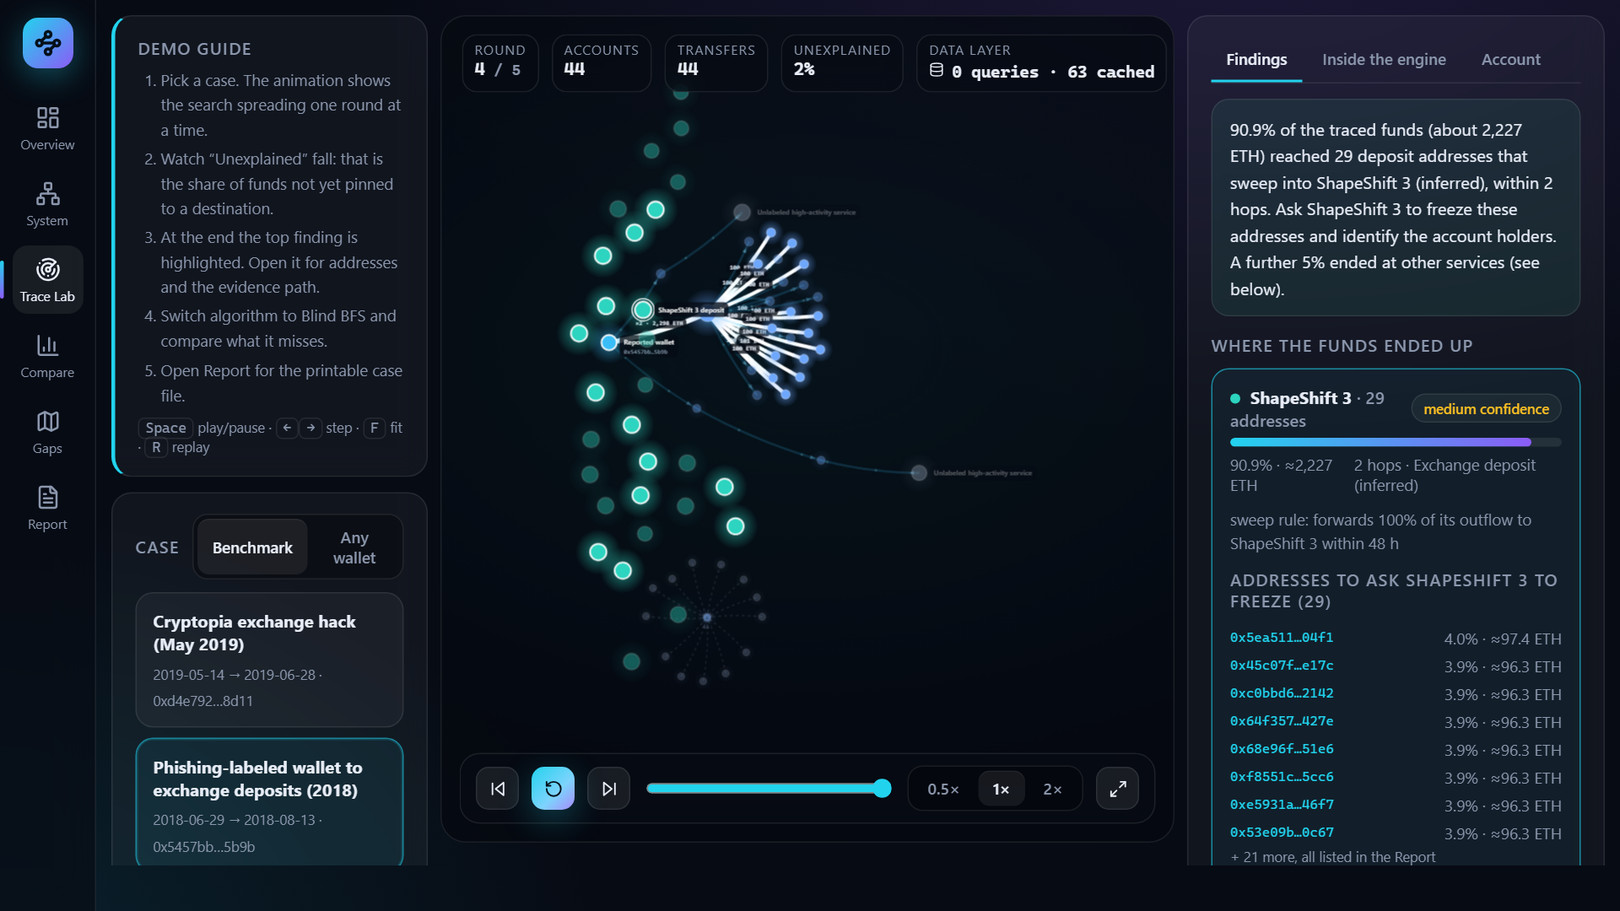 Overview
System
Trace Lab
Compare
Gaps
Report
DEMO GUIDE
1. Pick a case. The animation shows
the search spreading one round at
a time.
2. Watch “Unexplained” fall: that is
the share of funds not yet pinned
to a destination.
3. At the end the top finding is
highlighted. Open it for addresses
and the evidence path.
4. Switch algorithm to Blind BFS and
compare what it misses.
5. Open Report for the printable case
file.
Space play/pause · ← → step · F fit
· R replay
CASE
Benchmark
Any
wallet
Cryptopia exchange hack
(May 2019)
2019-05-14 → 2019-06-28 ·
0xd4e792…8d11
Phishing-labeled wallet to
exchange deposits (2018)
2018-06-29 → 2018-08-13 ·
0x5457bb…5b9b
ROUND
4 / 5
ACCOUNTS
44
TRANSFERS
44
UNEXPLAINED
2%
DATA LAYER
0 queries · 63 cached
Unlabeled high-activity service
ShapeShift 3 deposit
Reported wallet
0x5457bb…5b9b
100 ETH
Unlabeled high-activity service
0.5×
1×
2×
Findings
Inside the engine
Account
90.9% of the traced funds (about 2,227
ETH) reached 29 deposit addresses that
sweep into ShapeShift 3 (inferred), within 2
hops. Ask ShapeShift 3 to freeze these
addresses and identify the account holders.
A further 5% ended at other services (see
below).
WHERE THE FUNDS ENDED UP
ShapeShift 3 · 29
addresses
medium confidence
90.9% · ≈2,227
ETH
2 hops · Exchange deposit
(inferred)
sweep rule: forwards 100% of its outflow to
ShapeShift 3 within 48 h
ADDRESSES TO ASK SHAPESHIFT 3 TO
FREEZE (29)
0x5ea511…04f1 4.0% · ≈97.4 ETH
0x45c07f…e17c 3.9% · ≈96.3 ETH
0xc0bbd6…2142 3.9% · ≈96.3 ETH
0x64f357…427e 3.9% · ≈96.3 ETH
0x68e96f…51e6 3.9% · ≈96.3 ETH
0xf8551c…5cc6 3.9% · ≈96.3 ETH
0xe5931a…46f7 3.9% · ≈96.3 ETH
0x53e09b…0c67 3.9% · ≈96.3 ETH
+ 21 more, all listed in the Report